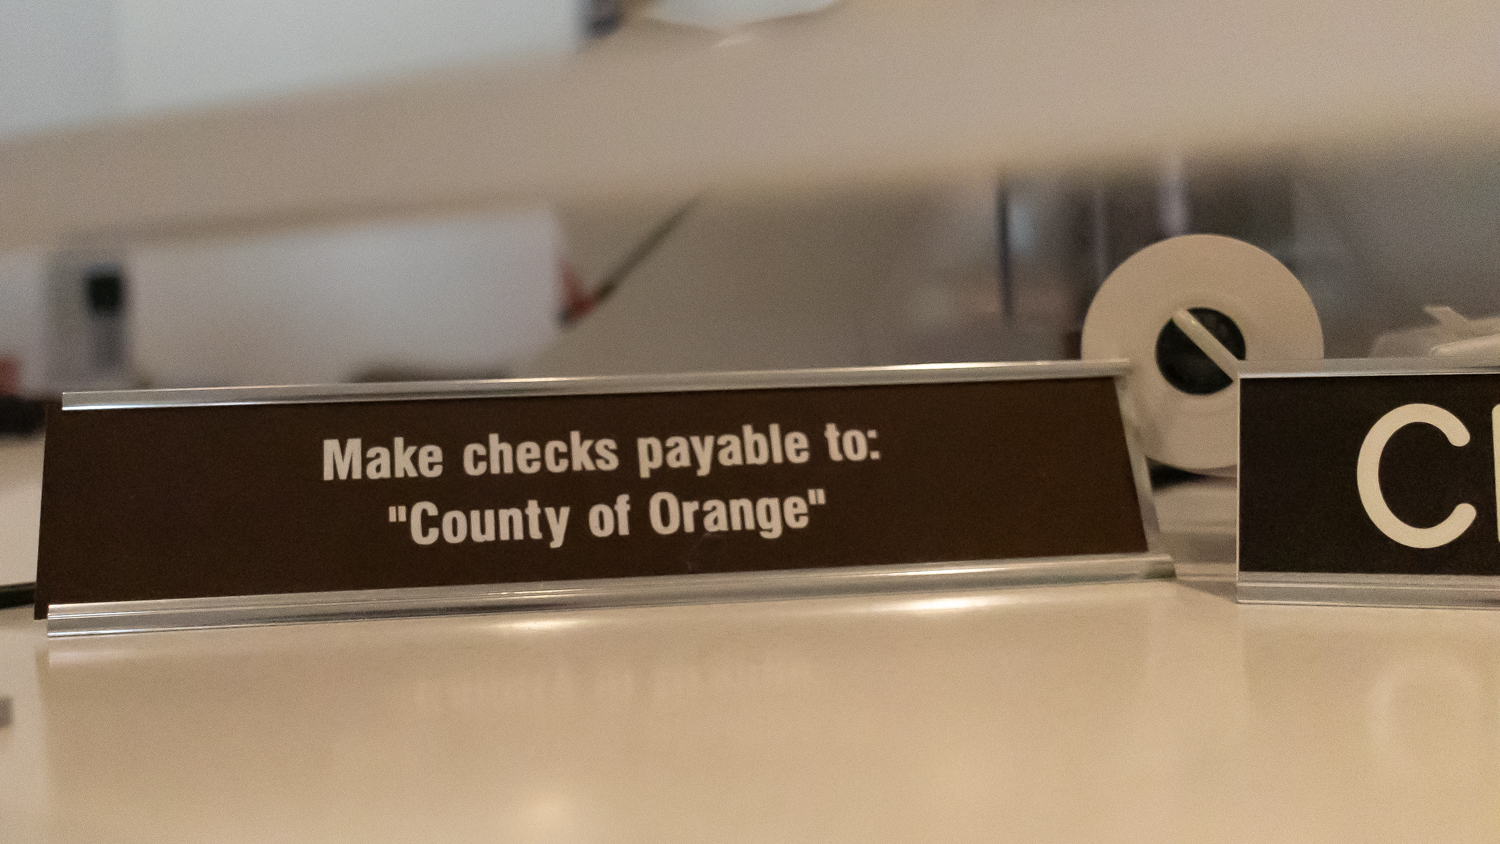 Make checks payable to:
"County of Orange"
C